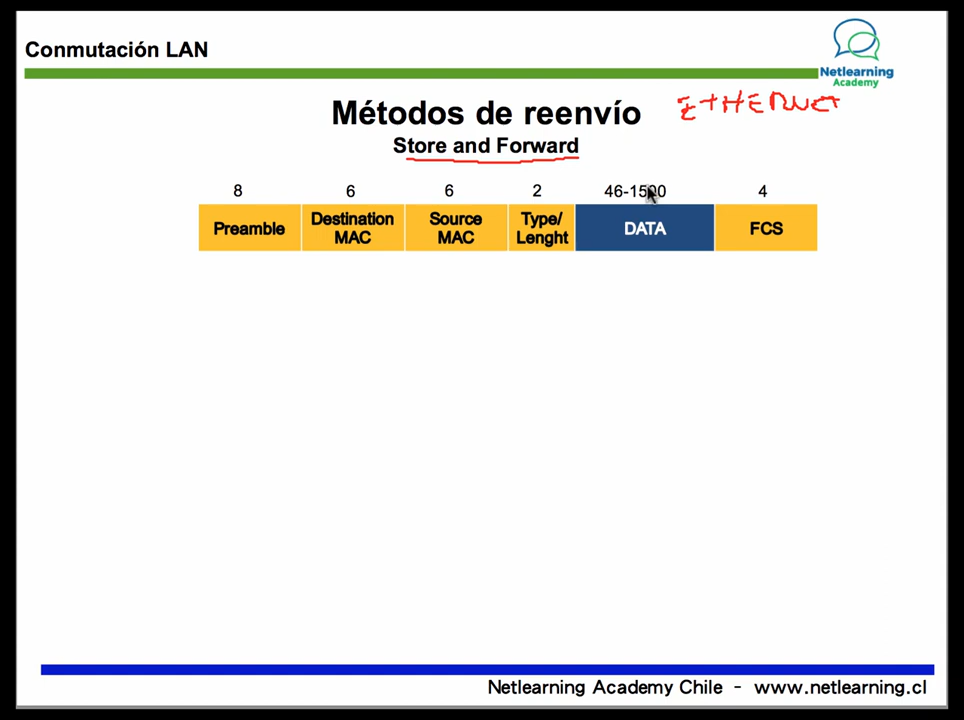 Conmutación LAN
Netlearning
Academy
Métodos de reenvío
ETHERNET
Store and Forward
8 6 6 2 46-1500 4
Preamble Destination MAC Source MAC Type/Lenght DATA FCS
Netlearning Academy Chile - www.netlearning.cl